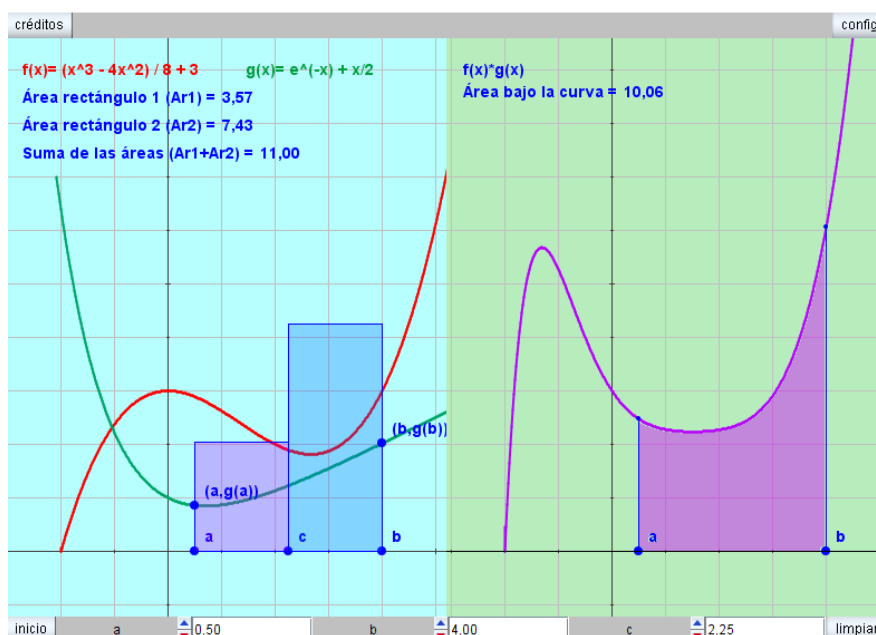 créditos
config
f(x)= (x^3 - 4x^2) / 8 + 3
g(x)= e^(-x) + x/2
Área rectángulo 1 (Ar1) = 3,57
Área rectángulo 2 (Ar2) = 7,43
Suma de las áreas (Ar1+Ar2) = 11,00
f(x)*g(x)
Área bajo la curva = 10,06
(b,g(b))
(a,g(a))
a
c
b
a
b
inicio
a
0.50
b
4.00
c
2.25
limpiar